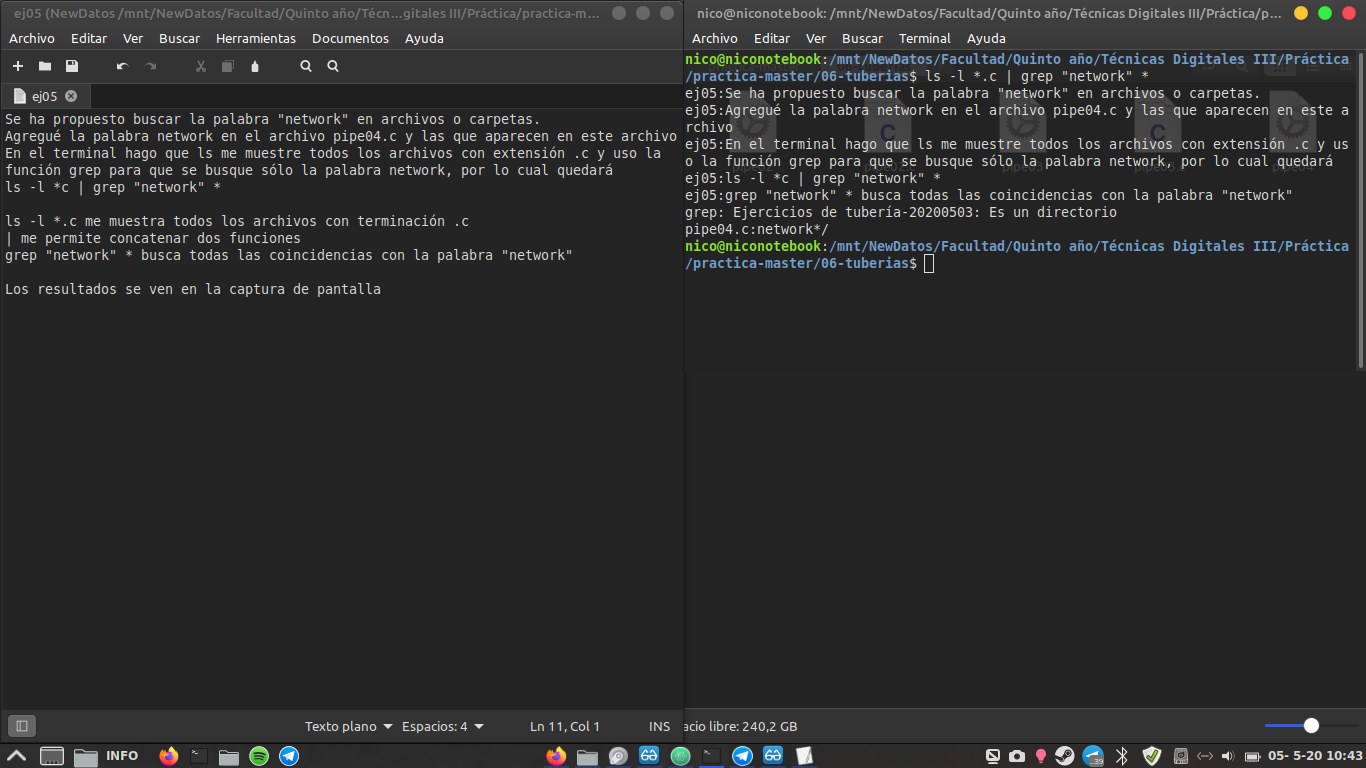 ej05 (NewDatos /mnt/NewDatos/Facultad/Quinto año/Técn...gitales III/Práctica/practica-m...
Archivo Editar Ver Buscar Herramientas Documentos Ayuda
ej05
Se ha propuesto buscar la palabra "network" en archivos o carpetas.
Agregué la palabra network en el archivo pipe04.c y las que aparecen en este archivo
En el terminal hago que ls me muestre todos los archivos con extensión .c y uso la
función grep para que se busque sólo la palabra network, por lo cual quedará
ls -l *c | grep "network" *
ls -l *.c me muestra todos los archivos con terminación .c
| me permite concatenar dos funciones
grep "network" * busca todas las coincidencias con la palabra "network"
Los resultados se ven en la captura de pantalla
Texto plano Espacios: 4 Ln 11, Col 1 INS
nico@niconotebook: /mnt/NewDatos/Facultad/Quinto año/Técnicas Digitales III/Práctica/p...
Archivo Editar Ver Buscar Terminal Ayuda
nico@niconotebook:/mnt/NewDatos/Facultad/Quinto año/Técnicas Digitales III/Práctica
/practica-master/06-tuberias$ ls -l *.c | grep "network" *
ej05:Se ha propuesto buscar la palabra "network" en archivos o carpetas.
ej05:Agregué la palabra network en el archivo pipe04.c y las que aparecen en este a
rchivo
ej05:En el terminal hago que ls me muestre todos los archivos con extensión .c y us
o la función grep para que se busque sólo la palabra network, por lo cual quedará
ej05:ls -l *c | grep "network" *
ej05:grep "network" * busca todas las coincidencias con la palabra "network"
grep: Ejercicios de tubería-20200503: Es un directorio
pipe04.c:network*/
nico@niconotebook:/mnt/NewDatos/Facultad/Quinto año/Técnicas Digitales III/Práctica
/practica-master/06-tuberias$
acio libre: 240,2 GB
INFO
39
05- 5-20 10:43